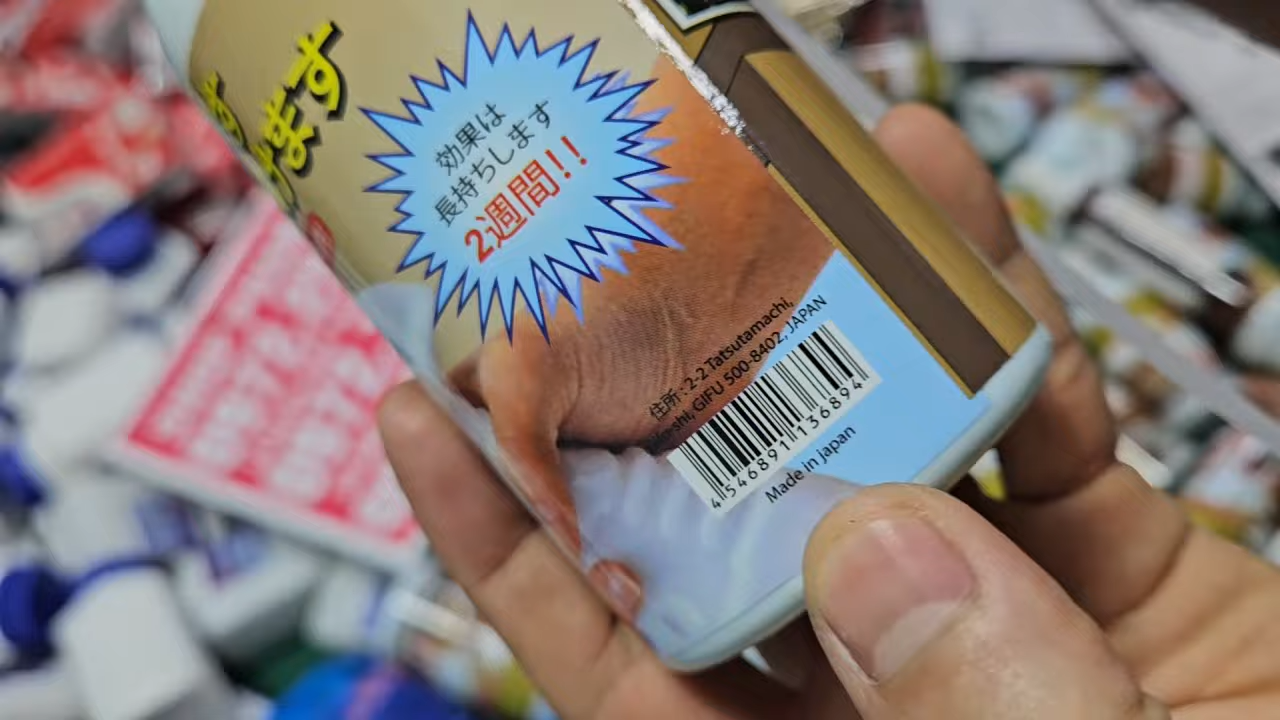 ます
効果は
長持ちします
2週間!!
住所 : 2-2 Tatsutamachi,
-shi, GIFU 500-8402, JAPAN
4546891136894
Made in japan